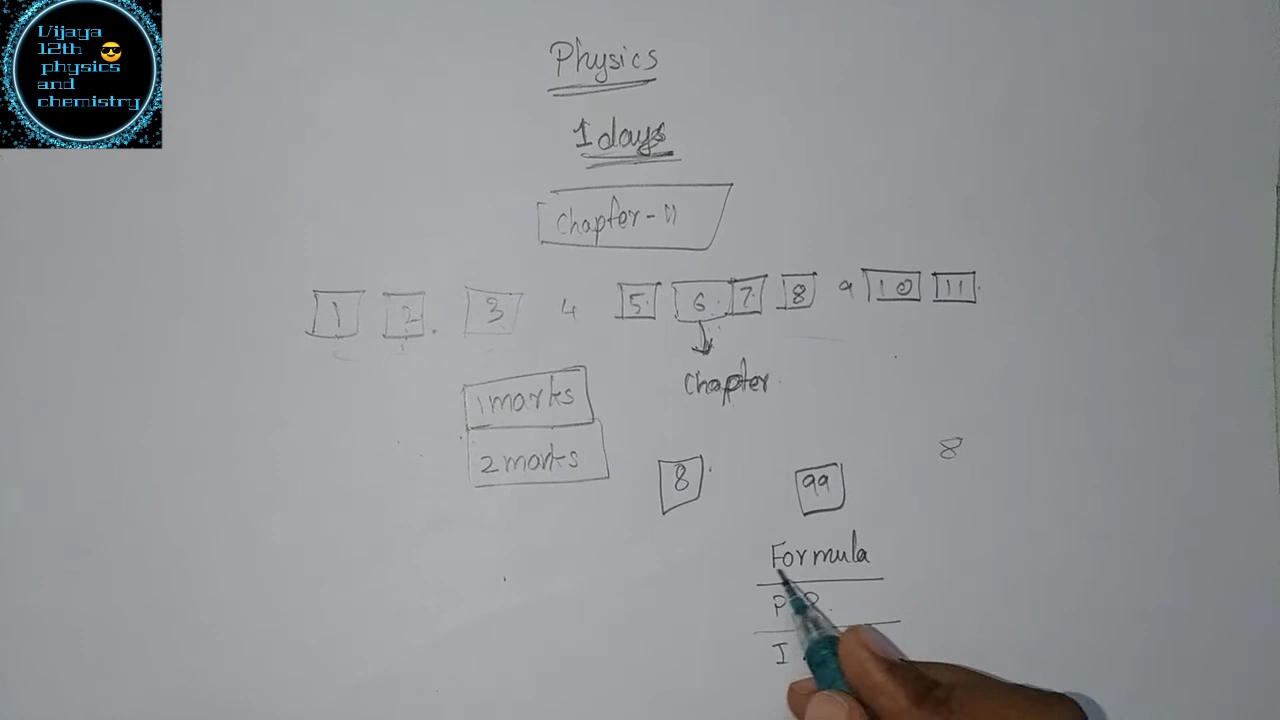 Vijaya
12th 😎
physics
and
chemistry
Physics
1 days
Chapter - 11
1 2. 3 4 5. 6. 7. 8 9 10 11.
Chapter.
1 marks
2 marks
8
8. 99
Formula
I